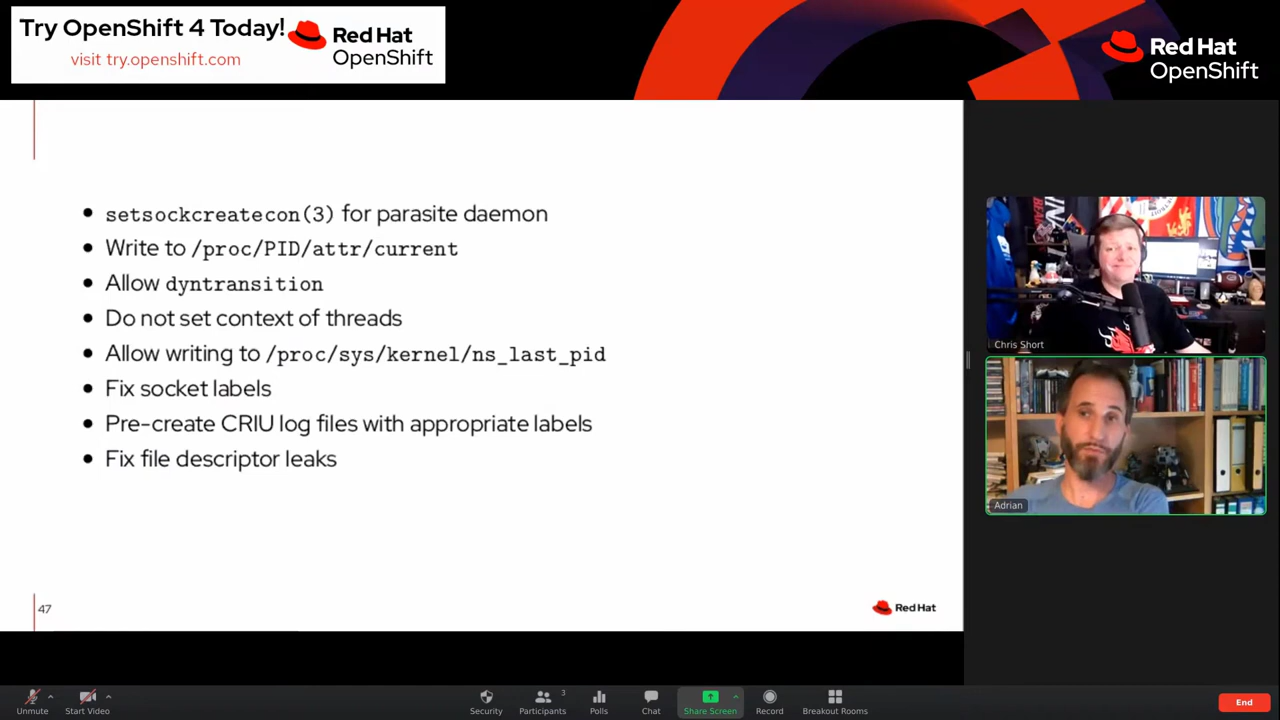 Try OpenShift 4 Today!
visit try.openshift.com
Red Hat
OpenShift
Red Hat
OpenShift
• setsockcreatecon(3) for parasite daemon
• Write to /proc/PID/attr/current
• Allow dyntransition
• Do not set context of threads
• Allow writing to /proc/sys/kernel/ns_last_pid
• Fix socket labels
• Pre-create CRIU log files with appropriate labels
• Fix file descriptor leaks
47
Red Hat
Chris Short
Adrian
Unmute
Start Video
Security
Participants
3
Polls
Chat
Share Screen
Record
Breakout Rooms
End